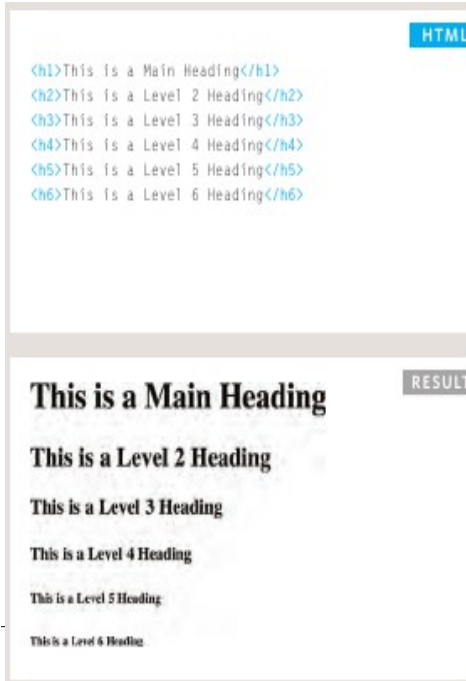 HTML
<h1>This is a Main Heading</h1>
<h2>This is a Level 2 Heading</h2>
<h3>This is a Level 3 Heading</h3>
<h4>This is a Level 4 Heading</h4>
<h5>This is a Level 5 Heading</h5>
<h6>This is a Level 6 Heading</h6>
RESULT
This is a Main Heading
This is a Level 2 Heading
This is a Level 3 Heading
This is a Level 4 Heading
This is a Level 5 Heading
This is a Level 6 Heading